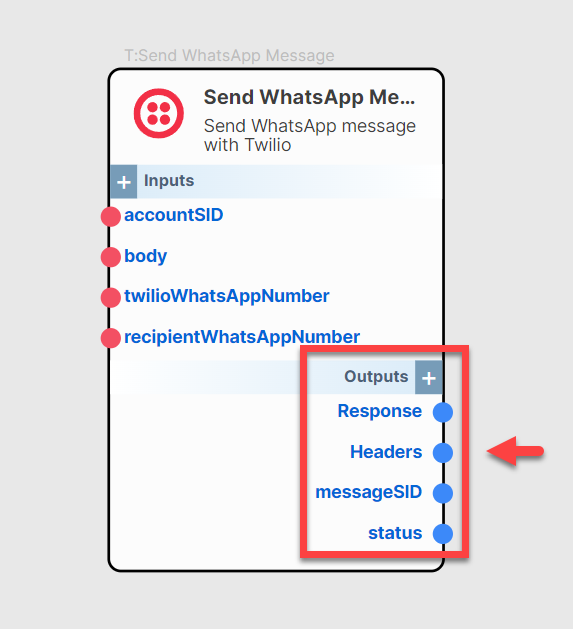 T:Send WhatsApp Message
Send WhatsApp Me...
Send WhatsApp message
with Twilio
+ Inputs
accountSID
body
twilioWhatsAppNumber
recipientWhatsAppNumber
Outputs +
Response
Headers
messageSID
status